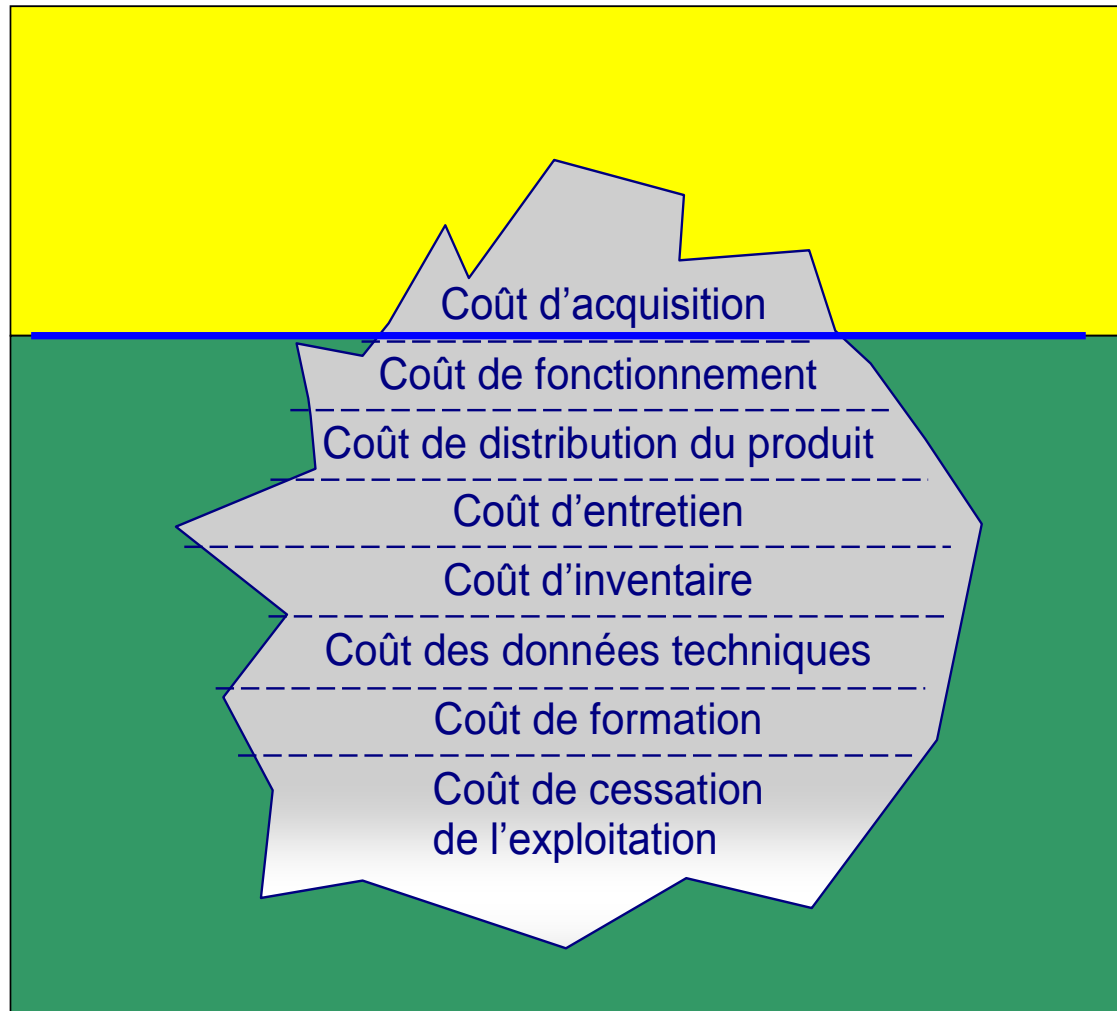 Coût d’acquisition
Coût de fonctionnement
Coût de distribution du produit
Coût d’entretien
Coût d’inventaire
Coût des données techniques
Coût de formation
Coût de cessation
de l’exploitation